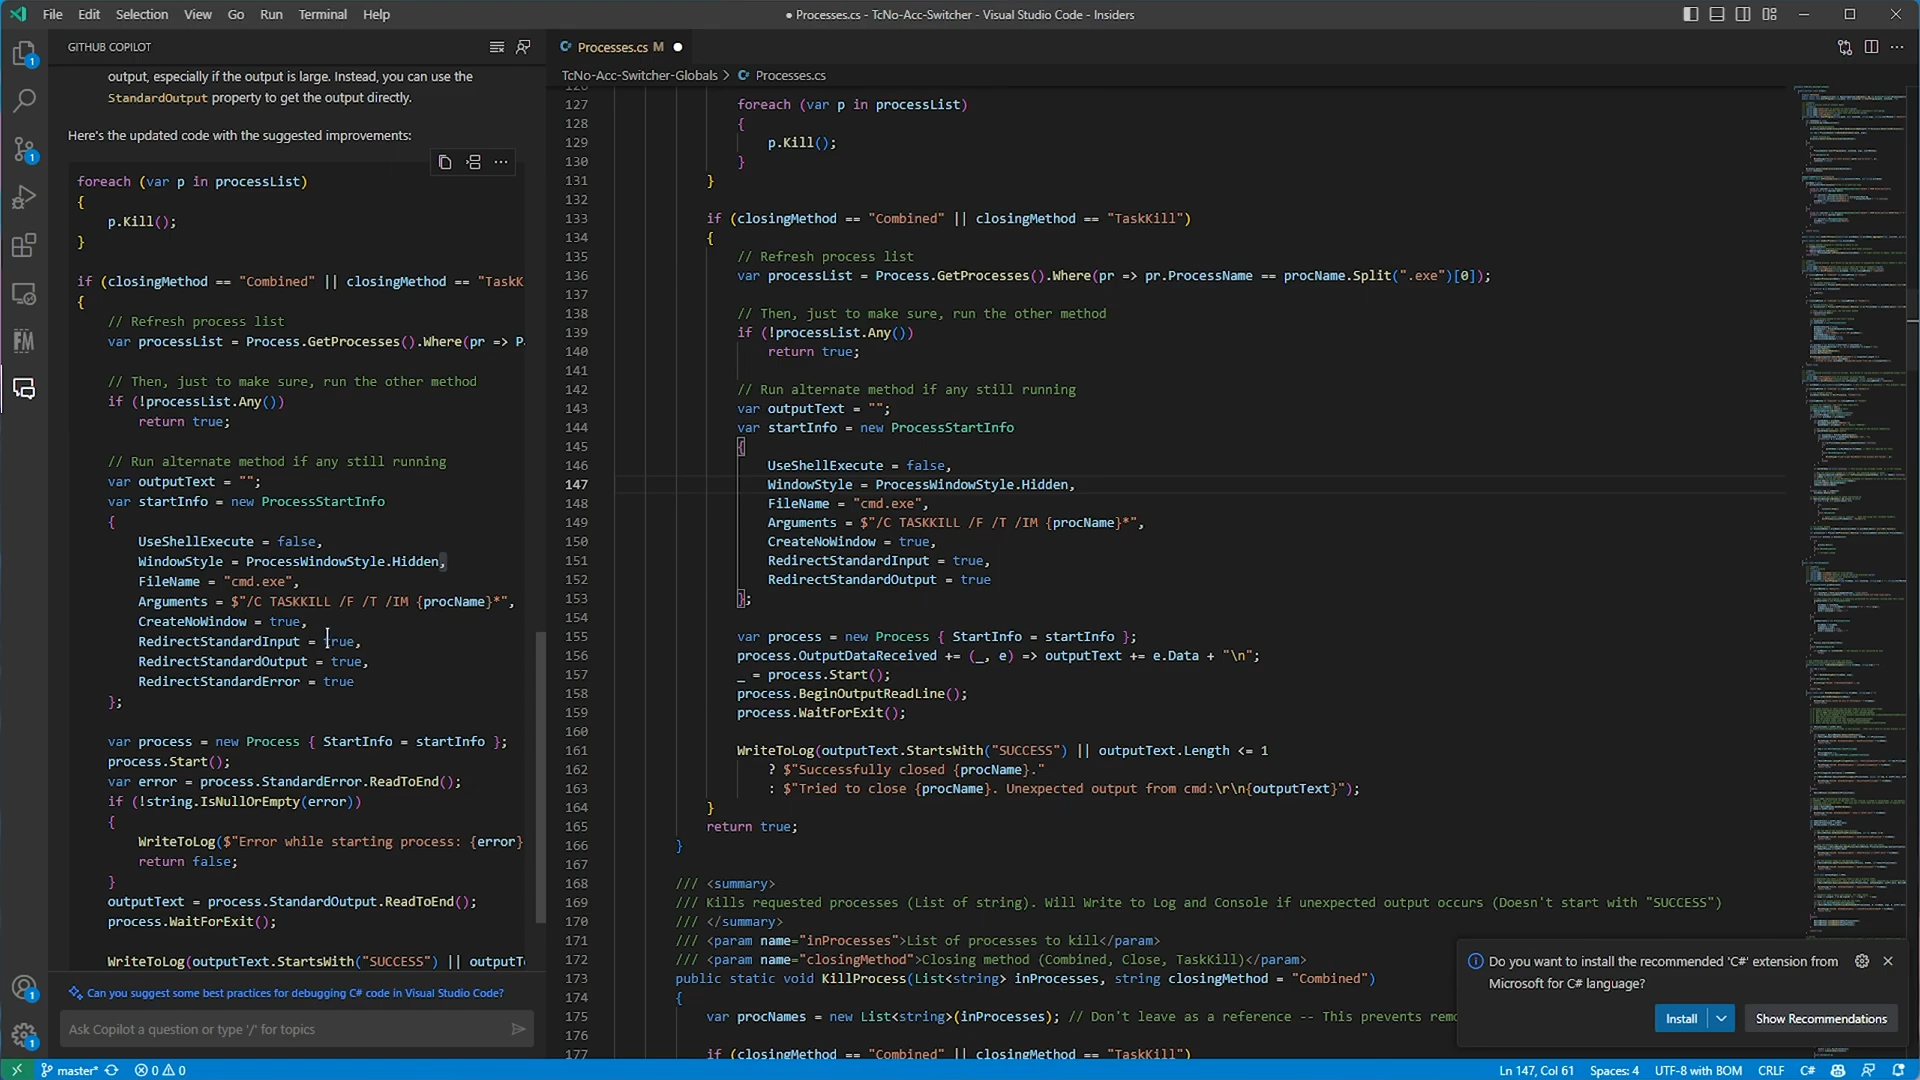 File Edit Selection View Go Run Terminal Help
● Processes.cs - TcNo-Acc-Switcher - Visual Studio Code - Insiders
GITHUB COPILOT
output, especially if the output is large. Instead, you can use the
StandardOutput property to get the output directly.
Here's the updated code with the suggested improvements:
foreach (var p in processList)
{
p.Kill();
}
if (closingMethod == "Combined" || closingMethod == "TaskK
{
// Refresh process list
var processList = Process.GetProcesses().Where(pr => P
// Then, just to make sure, run the other method
if (!processList.Any())
return true;
// Run alternate method if any still running
var outputText = "";
var startInfo = new ProcessStartInfo
{
UseShellExecute = false,
WindowStyle = ProcessWindowStyle.Hidden,
FileName = "cmd.exe",
Arguments = $"/C TASKKILL /F /T /IM {procName}*",
CreateNoWindow = true,
RedirectStandardInput = true,
RedirectStandardOutput = true,
RedirectStandardError = true
};
var process = new Process { StartInfo = startInfo };
process.Start();
var error = process.StandardError.ReadToEnd();
if (!string.IsNullOrEmpty(error))
{
WriteToLog($"Error while starting process: {error}
return false;
}
outputText = process.StandardOutput.ReadToEnd();
process.WaitForExit();
WriteToLog(outputText.StartsWith("SUCCESS") || outputT
Can you suggest some best practices for debugging C# code in Visual Studio Code?
Ask Copilot a question or type '/' for topics
Processes.cs M
TcNo-Acc-Switcher-Globals > Processes.cs
126
127 foreach (var p in processList)
128 {
129 p.Kill();
130 }
131 }
132
133 if (closingMethod == "Combined" || closingMethod == "TaskKill")
134 {
135 // Refresh process list
136 var processList = Process.GetProcesses().Where(pr => pr.ProcessName == procName.Split(".exe")[0]);
137
138 // Then, just to make sure, run the other method
139 if (!processList.Any())
140 return true;
141
142 // Run alternate method if any still running
143 var outputText = "";
144 var startInfo = new ProcessStartInfo
145 {
146 UseShellExecute = false,
147 WindowStyle = ProcessWindowStyle.Hidden,
148 FileName = "cmd.exe",
149 Arguments = $"/C TASKKILL /F /T /IM {procName}*",
150 CreateNoWindow = true,
151 RedirectStandardInput = true,
152 RedirectStandardOutput = true
153 };
154
155 var process = new Process { StartInfo = startInfo };
156 process.OutputDataReceived += (_, e) => outputText += e.Data + "\n";
157 _ = process.Start();
158 process.BeginOutputReadLine();
159 process.WaitForExit();
160
161 WriteToLog(outputText.StartsWith("SUCCESS") || outputText.Length <= 1
162 ? $"Successfully closed {procName}."
163 : $"Tried to close {procName}. Unexpected output from cmd:\r\n{outputText}");
164 }
165 return true;
166 }
167
168 /// <summary>
169 /// Kills requested processes (List of string). Will Write to Log and Console if unexpected output occurs (Doesn't start with "SUCCESS")
170 /// </summary>
171 /// <param name="inProcesses">List of processes to kill</param>
172 /// <param name="closingMethod">Closing method (Combined, Close, TaskKill)</param>
173 public static void KillProcess(List<string> inProcesses, string closingMethod = "Combined")
174 {
175 var procNames = new List<string>(inProcesses); // Don't leave as a reference -- This prevents remo
176
177 if (closingMethod == "Combined" || closingMethod == "TaskKill")
Do you want to install the recommended 'C#' extension from
Microsoft for C# language?
Install Show Recommendations
master* 0 0 Ln 147, Col 61 Spaces: 4 UTF-8 with BOM CRLF C#